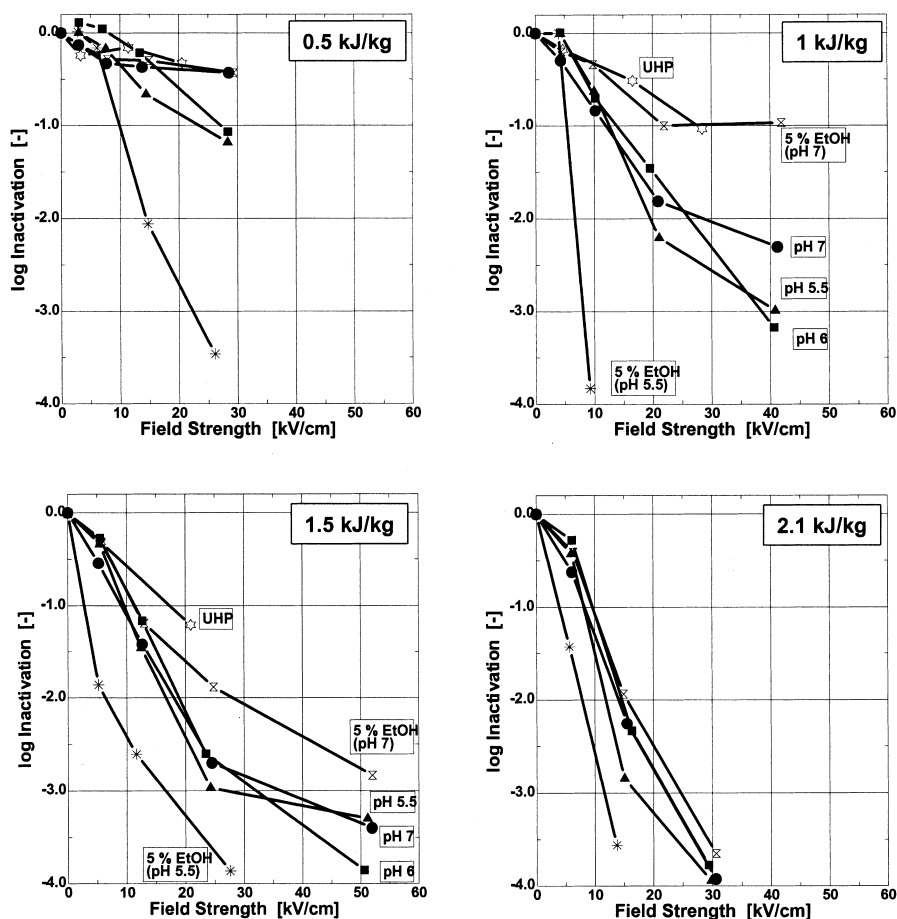 0.5 kJ/kg
0.0
-1.0
-2.0
-3.0
-4.0
log Inactivation [-]
0 10 20 30 40 50 60
Field Strength [kV/cm]
1 kJ/kg
0.0
-1.0
-2.0
-3.0
-4.0
log Inactivation [-]
UHP
5 % EtOH
(pH 7)
pH 7
pH 5.5
pH 6
5 % EtOH
(pH 5.5)
0 10 20 30 40 50 60
Field Strength [kV/cm]
1.5 kJ/kg
0.0
-1.0
-2.0
-3.0
-4.0
log Inactivation [-]
UHP
5 % EtOH
(pH 7)
pH 5.5
pH 7
pH 6
5 % EtOH
(pH 5.5)
0 10 20 30 40 50 60
Field Strength [kV/cm]
2.1 kJ/kg
0.0
-1.0
-2.0
-3.0
-4.0
log Inactivation [-]
0 10 20 30 40 50 60
Field Strength [kV/cm]